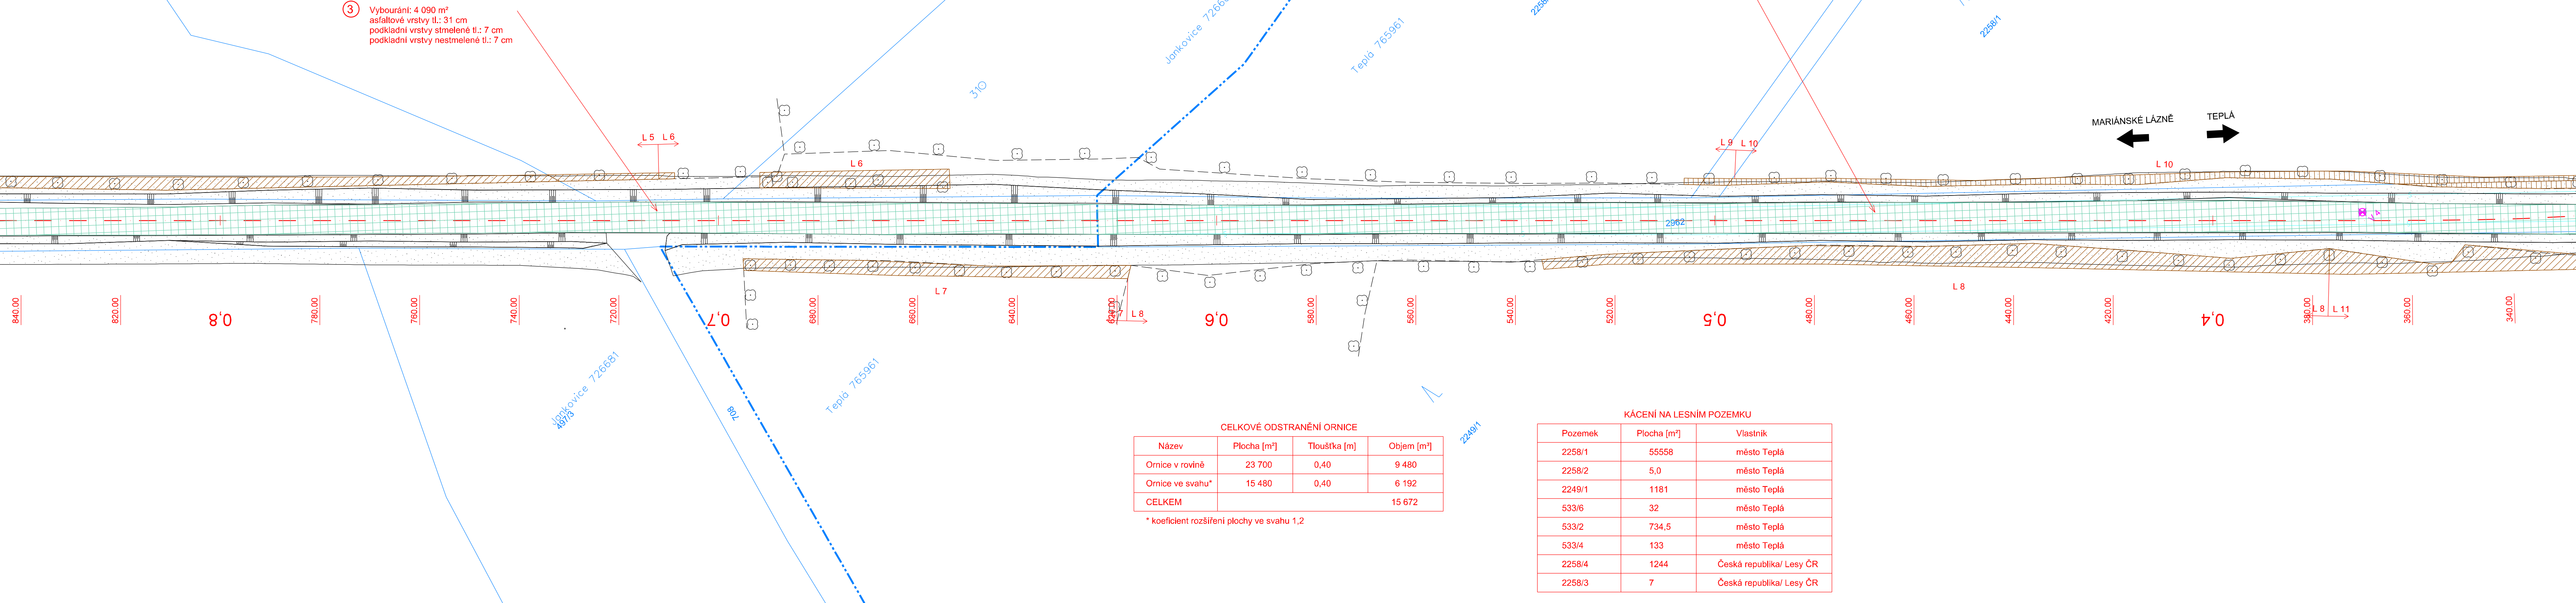 3
Vybourání: 4 090 m²
asfaltové vrstvy tl.: 31 cm
podkladní vrstvy stmelené tl.: 7 cm
podkladní vrstvy nestmelené tl.: 7 cm
Teplá 765961
2258/1
310
MARIÁNSKÉ LÁZNĚ
TEPLÁ
L 5 L 6
L 6
L 9 L 10
L 10
2962
L 7
L 8
L 8
L 8 L 11
840.00
820.00
0,8
780.00
760.00
740.00
720.00
0,7
680.00
660.00
640.00
0,6
580.00
560.00
540.00
520.00
0,5
480.00
460.00
440.00
420.00
0,4
380.00
360.00
340.00
Jankovice 726681
497/3
708
Teplá 765961
2249/1
CELKOVÉ ODSTRANĚNÍ ORNICE
Název Plocha [m²] Tloušťka [m] Objem [m³]
Ornice v rovině 23 700 0,40 9 480
Ornice ve svahu* 15 480 0,40 6 192
CELKEM 15 672
* koeficient rozšíření plochy ve svahu 1,2
KÁCENÍ NA LESNÍM POZEMKU
Pozemek Plocha [m²] Vlastník
2258/1 55558 město Teplá
2258/2 5,0 město Teplá
2249/1 1181 město Teplá
533/6 32 město Teplá
533/2 734,5 město Teplá
533/4 133 město Teplá
2258/4 1244 Česká republika/ Lesy ČR
2258/3 7 Česká republika/ Lesy ČR